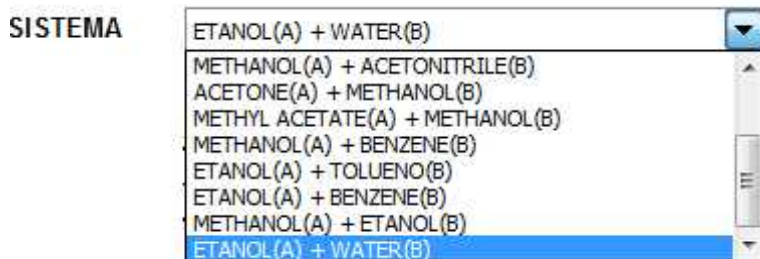 SISTEMA
ETANOL(A) + WATER(B)
METHANOL(A) + ACETONITRILE(B)
ACETONE(A) + METHANOL(B)
METHYL ACETATE(A) + METHANOL(B)
METHANOL(A) + BENZENE(B)
ETANOL(A) + TOLUENO(B)
ETANOL(A) + BENZENE(B)
METHANOL(A) + ETANOL(B)
ETANOL(A) + WATER(B)